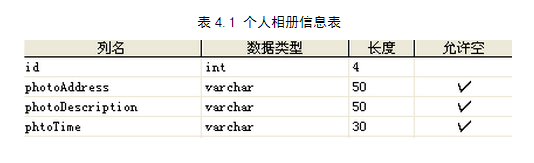 表 4.1 个人相册信息表
列名 数据类型 长度 允许空
id int 4
photoAddress varchar 50 ✓
photoDescription varchar 50 ✓
phtoTime varchar 30 ✓